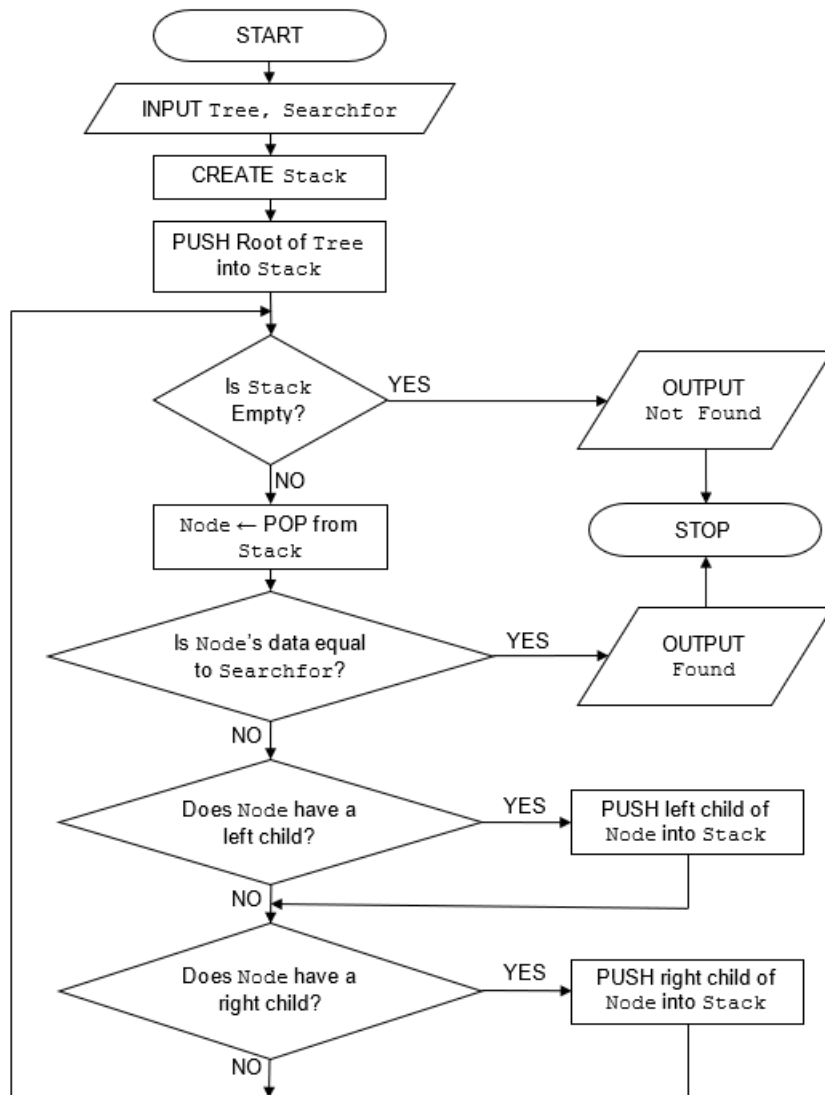 START
INPUT Tree, Searchfor
CREATE Stack
PUSH Root of Tree
into Stack
Is Stack
Empty?
YES
OUTPUT
Not Found
NO
Node ← POP from
Stack
STOP
Is Node's data equal
to Searchfor?
YES
OUTPUT
Found
NO
Does Node have a
left child?
YES
PUSH left child of
Node into Stack
NO
Does Node have a
right child?
YES
PUSH right child of
Node into Stack
NO